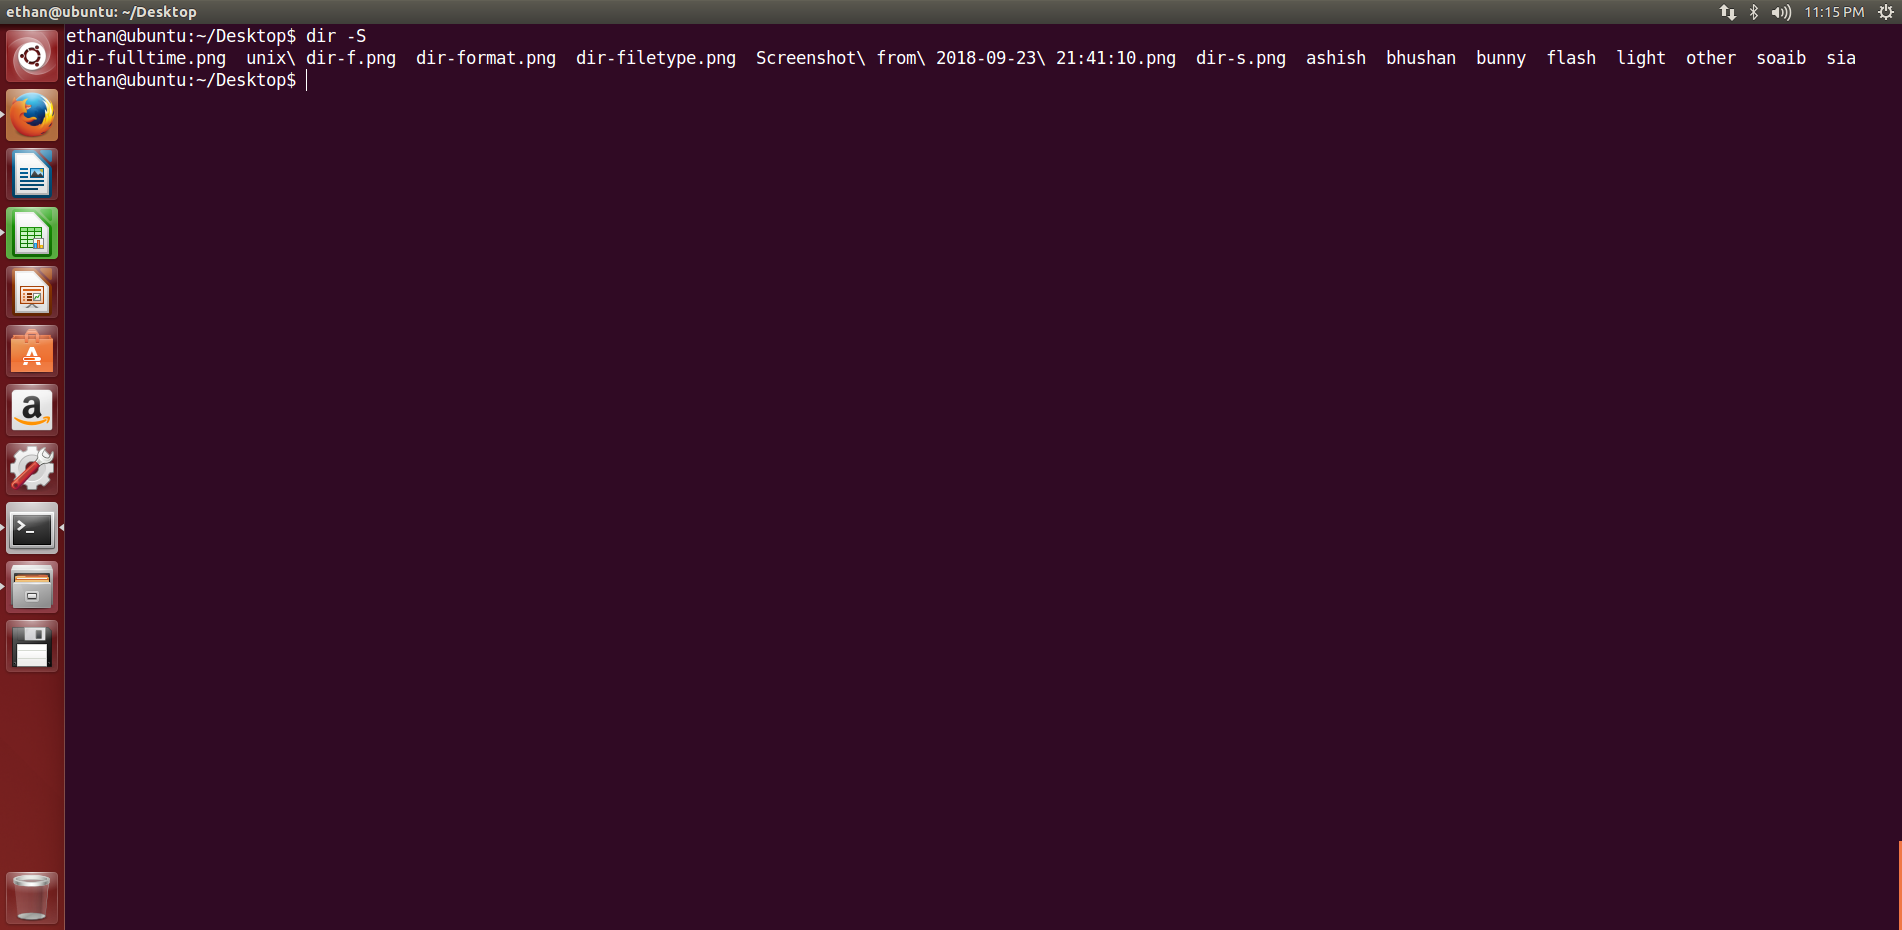 ethan@ubuntu: ~/Desktop
11:15 PM
ethan@ubuntu:~/Desktop$ dir -S
dir-fulltime.png  unix\ dir-f.png  dir-format.png  dir-filetype.png  Screenshot\ from\ 2018-09-23\ 21:41:10.png  dir-s.png  ashish  bhushan  bunny  flash  light  other  soaib  sia
ethan@ubuntu:~/Desktop$
A
a
>_